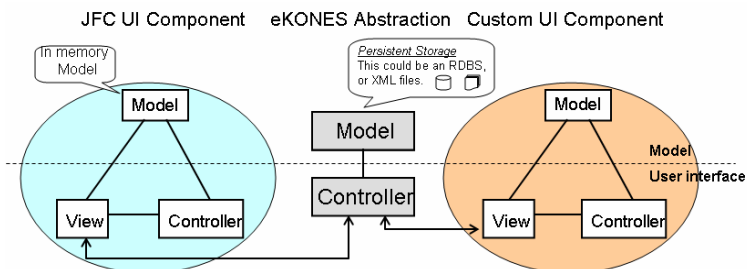 JFC UI Component
eKONES Abstraction
Custom UI Component
In memory
Model
Persistent Storage
This could be an RDBS,
or XML files.
Model
Model
Model
Model
User interface
View
Controller
Controller
View
Controller